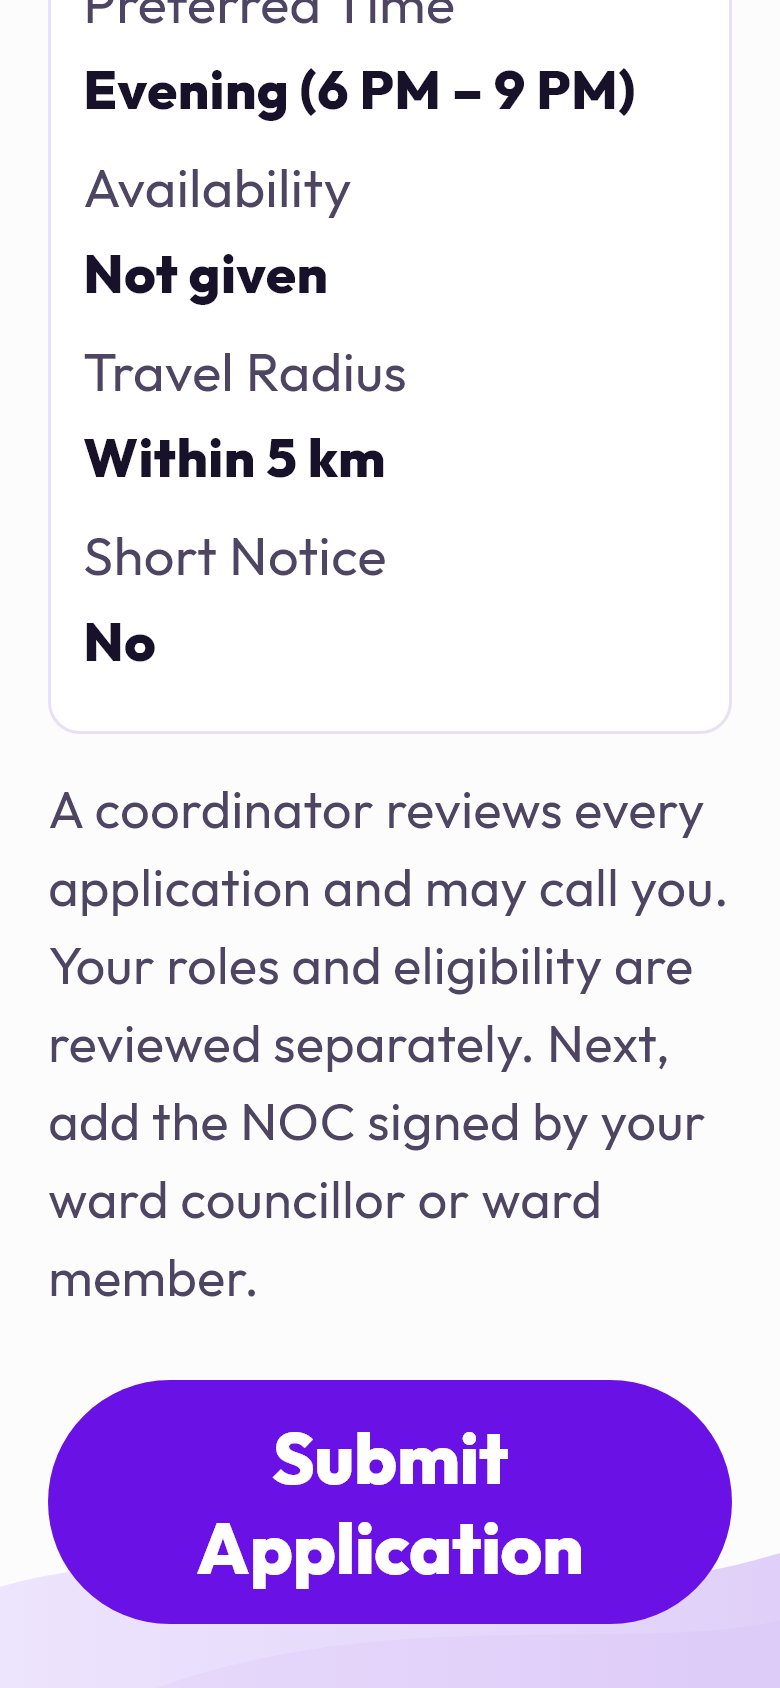 Preferred Time
Evening (6 PM – 9 PM)
Availability
Not given
Travel Radius
Within 5 km
Short Notice
No
A coordinator reviews every
application and may call you.
Your roles and eligibility are
reviewed separately. Next,
add the NOC signed by your
ward councillor or ward
member.
Submit
Application